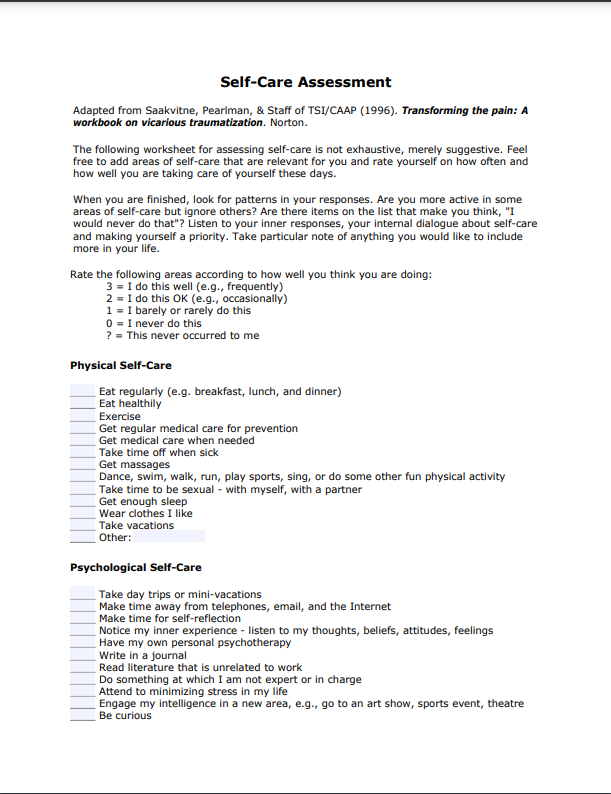 Self-Care Assessment
Adapted from Saakvitne, Pearlman, & Staff of TSI/CAAP (1996). Transforming the pain: A
workbook on vicarious traumatization. Norton.
The following worksheet for assessing self-care is not exhaustive, merely suggestive. Feel
free to add areas of self-care that are relevant for you and rate yourself on how often and
how well you are taking care of yourself these days.
When you are finished, look for patterns in your responses. Are you more active in some
areas of self-care but ignore others? Are there items on the list that make you think, "I
would never do that"? Listen to your inner responses, your internal dialogue about self-care
and making yourself a priority. Take particular note of anything you would like to include
more in your life.
Rate the following areas according to how well you think you are doing:
3 = I do this well (e.g., frequently)
2 = I do this OK (e.g., occasionally)
1 = I barely or rarely do this
0 = I never do this
? = This never occurred to me
Physical Self-Care
____ Eat regularly (e.g. breakfast, lunch, and dinner)
____ Eat healthily
____ Exercise
____ Get regular medical care for prevention
____ Get medical care when needed
____ Take time off when sick
____ Get massages
____ Dance, swim, walk, run, play sports, sing, or do some other fun physical activity
____ Take time to be sexual - with myself, with a partner
____ Get enough sleep
____ Wear clothes I like
____ Take vacations
____ Other:
Psychological Self-Care
____ Take day trips or mini-vacations
____ Make time away from telephones, email, and the Internet
____ Make time for self-reflection
____ Notice my inner experience - listen to my thoughts, beliefs, attitudes, feelings
____ Have my own personal psychotherapy
____ Write in a journal
____ Read literature that is unrelated to work
____ Do something at which I am not expert or in charge
____ Attend to minimizing stress in my life
____ Engage my intelligence in a new area, e.g., go to an art show, sports event, theatre
____ Be curious